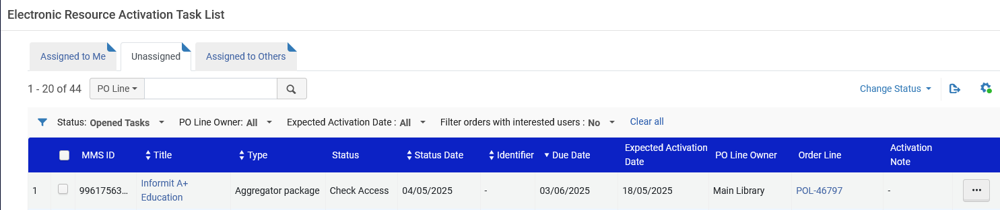 Electronic Resource Activation Task List
Assigned to Me Unassigned Assigned to Others
1 - 20 of 44 PO Line Change Status
Status: Opened Tasks PO Line Owner: All Expected Activation Date : All Filter orders with interested users : No Clear all
MMS ID Title Type Status Status Date Identifier Due Date Expected Activation Date PO Line Owner Order Line Activation Note
1 99617563... Informit A+ Education Aggregator package Check Access 04/05/2025 - 03/06/2025 18/05/2025 Main Library POL-46797 - ...